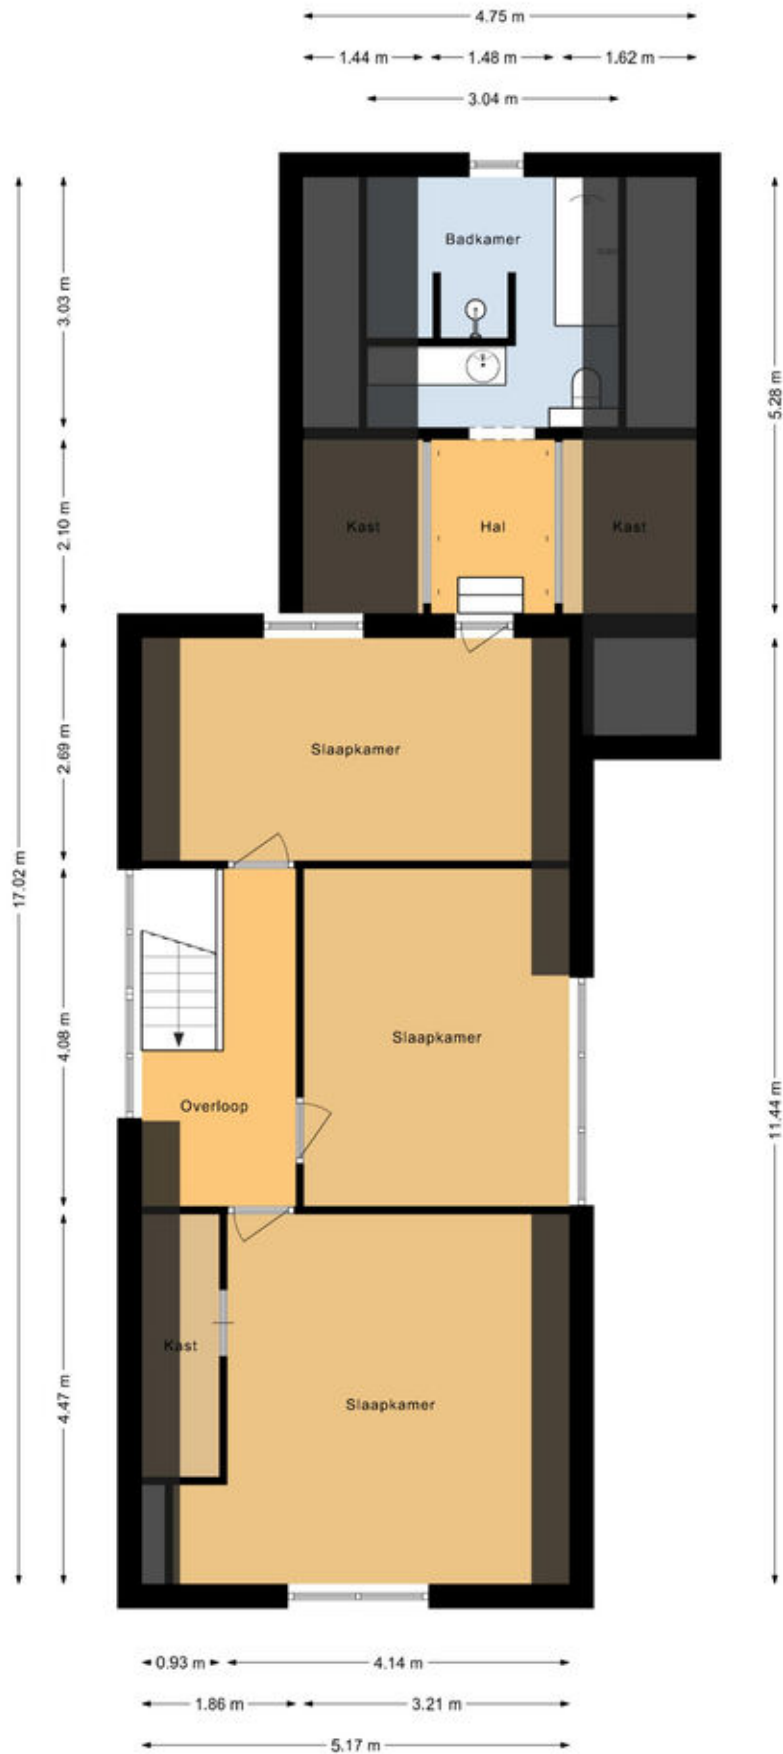 4.75 m
1.44 m
1.48 m
1.62 m
3.04 m
Badkamer
3.03 m
5.28 m
2.10 m
Kast
Hal
Kast
2.69 m
Slaapkamer
17.02 m
4.08 m
Slaapkamer
Overloop
11.44 m
Kast
4.47 m
Slaapkamer
0.93 m
4.14 m
1.86 m
3.21 m
5.17 m